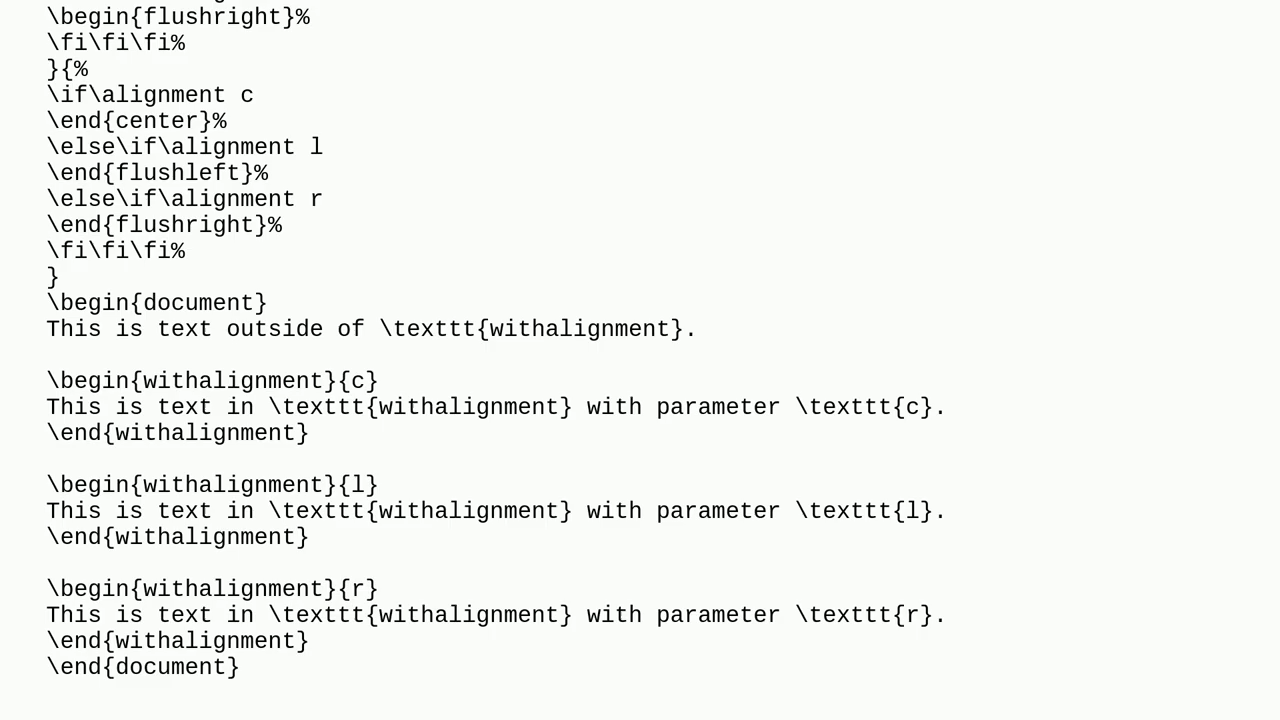 \begin{flushright}%
\fi\fi\fi%
}{%
\if\alignment c
\end{center}%
\else\if\alignment l
\end{flushleft}%
\else\if\alignment r
\end{flushright}%
\fi\fi\fi%
}
\begin{document}
This is text outside of \texttt{withalignment}.
\begin{withalignment}{c}
This is text in \texttt{withalignment} with parameter \texttt{c}.
\end{withalignment}
\begin{withalignment}{l}
This is text in \texttt{withalignment} with parameter \texttt{l}.
\end{withalignment}
\begin{withalignment}{r}
This is text in \texttt{withalignment} with parameter \texttt{r}.
\end{withalignment}
\end{document}